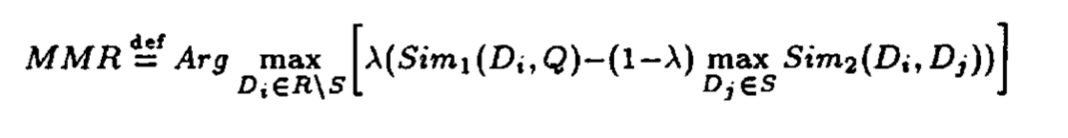 MMR ≝ Arg max_{D_i∈R\S} [λ(Sim_1(D_i, Q)−(1−λ) max_{D_j∈S} Sim_2(D_i, D_j))]